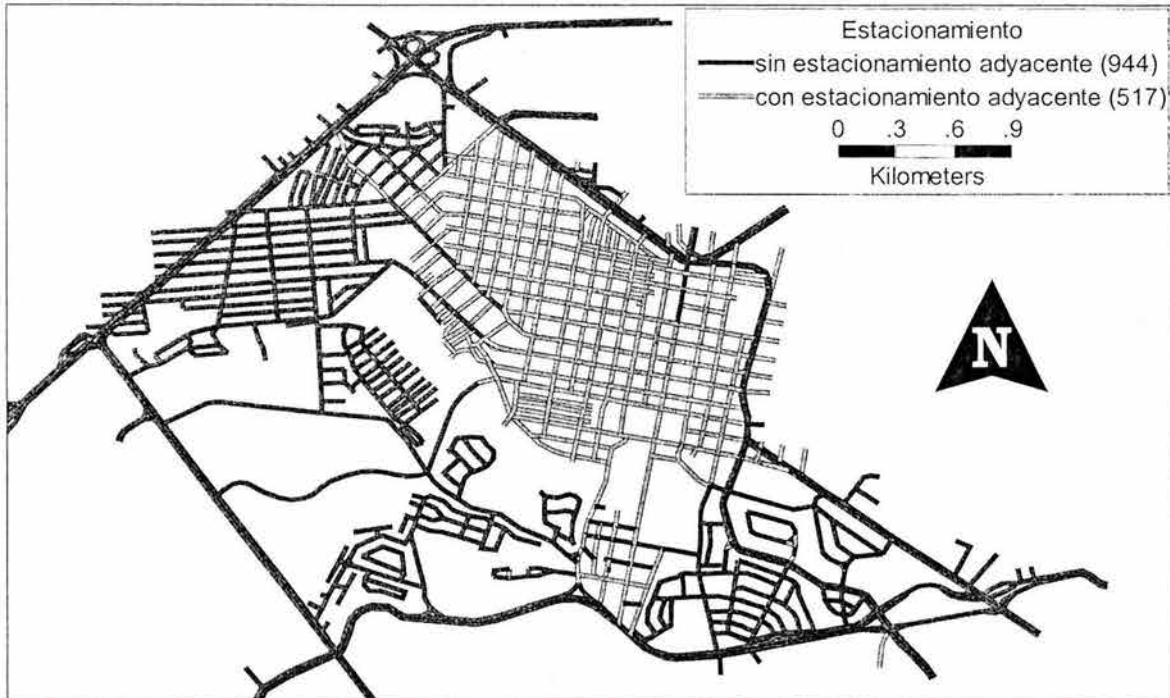 Estacionamiento
sin estacionamiento adyacente (944)
con estacionamiento adyacente (517)
0 .3 .6 .9
Kilometers
N